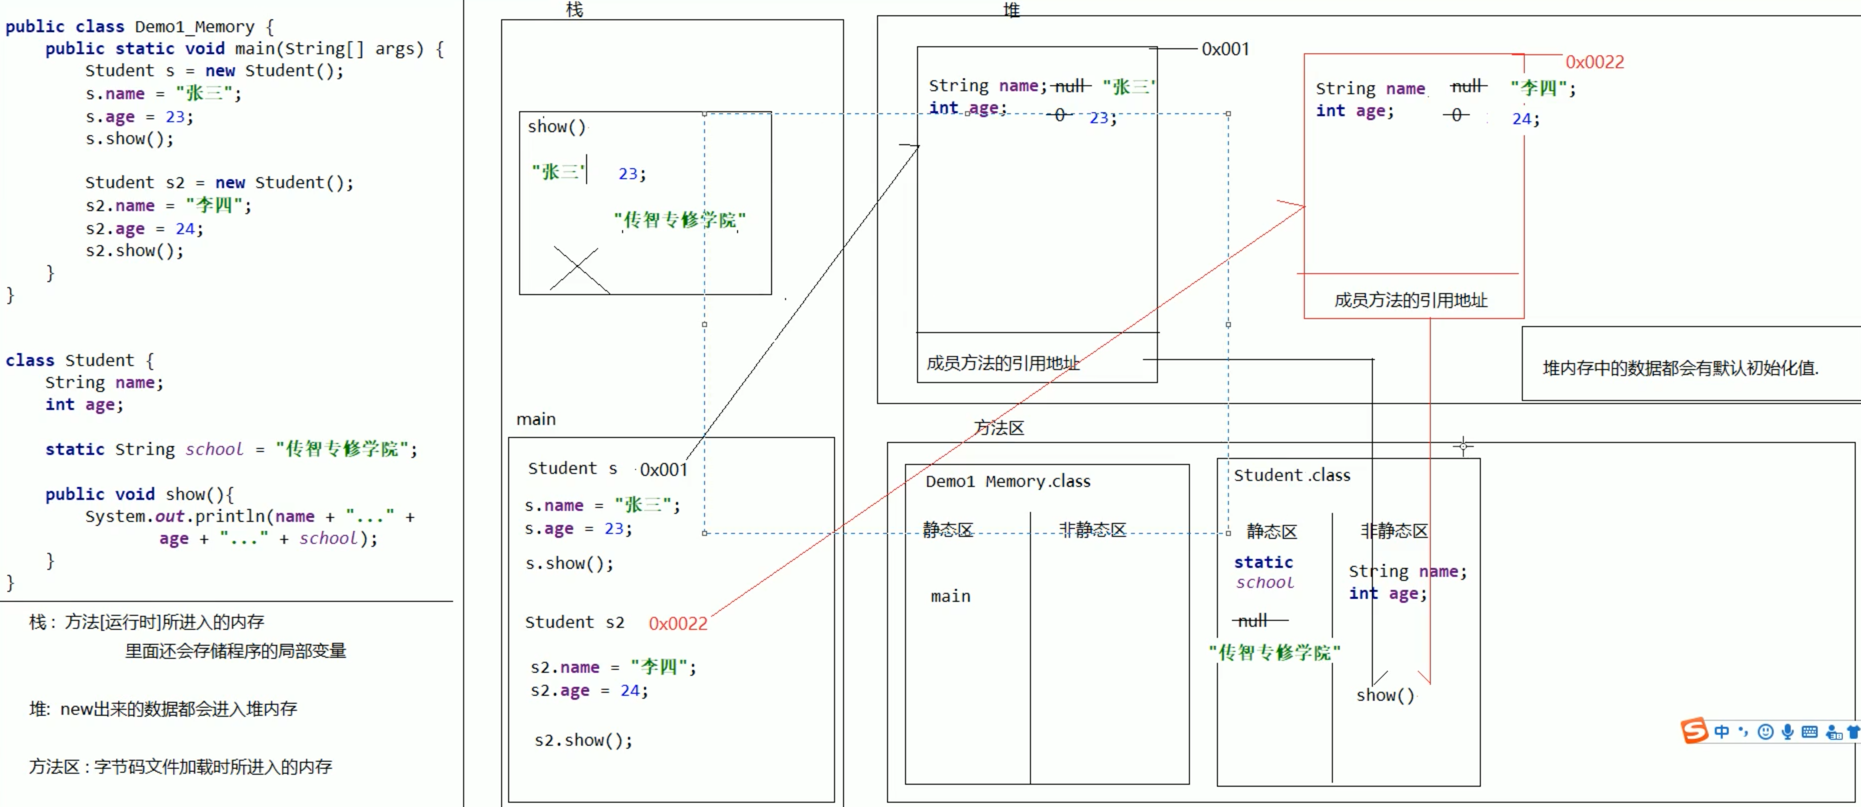 public class Demo1_Memory {
public static void main(String[] args) {
Student s = new Student();
s.name = "张三";
s.age = 23;
s.show();
Student s2 = new Student();
s2.name = "李四";
s2.age = 24;
s2.show();
}
}
class Student {
String name;
int age;
static String school = "传智专修学院";
public void show(){
System.out.println(name + "..." +
age + "..." + school);
}
}
栈： 方法[运行时]所进入的内存
里面还会存储程序的局部变量
堆: new出来的数据都会进入堆内存
方法区 : 字节码文件加载时所进入的内存
栈
show()
"张三' 23;
"传智专修学院"
main
Student s 0x001
s.name = "张三";
s.age = 23;
s.show();
Student s2 0x0022
s2.name = "李四";
s2.age = 24;
s2.show();
堆
0x001
String name; null "张三'
int age; 0 23;
成员方法的引用地址
0x0022
String name null "李四";
int age; 0 24;
成员方法的引用地址
堆内存中的数据都会有默认初始化值.
方法区
Demo1 Memory.class
静态区 非静态区
main
Student.class
静态区 非静态区
static
school
null
"传智专修学院"
String name;
int age;
show()
中